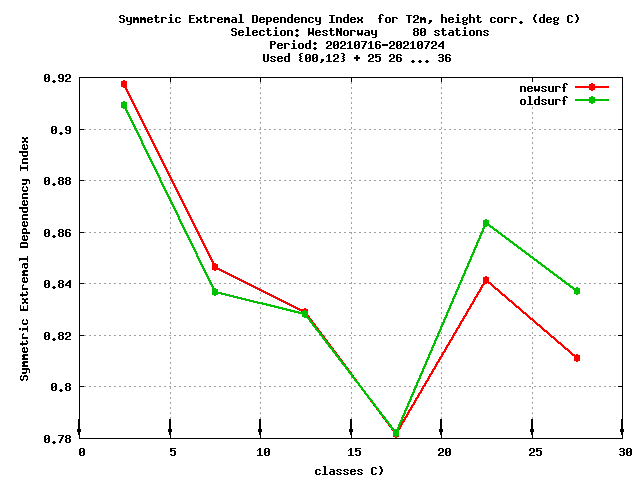 Symmetric Extremal Dependency Index  for T2m, height corr. (deg C)
Selection: WestNorway     80 stations
Period: 20210716-20210724
Used {00,12} + 25 26 ... 36
newsurf
oldsurf
Symmetric Extremal Dependency Index
0.92
0.9
0.88
0.86
0.84
0.82
0.8
0.78
0 5 10 15 20 25 30
classes C)